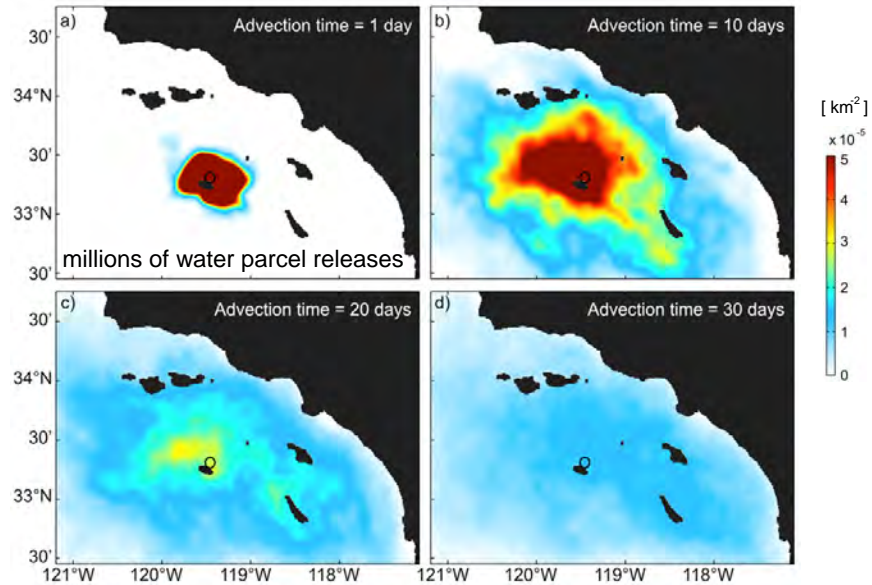 a) Advection time = 1 day
b) Advection time = 10 days
30'
34°N
30'
33°N
30'
millions of water parcel releases
[ km-2 ]
x 10-5
5
4
3
2
1
0
c) Advection time = 20 days
d) Advection time = 30 days
30'
34°N
30'
33°N
30'
121°W 120°W 119°W 118°W
121°W 120°W 119°W 118°W